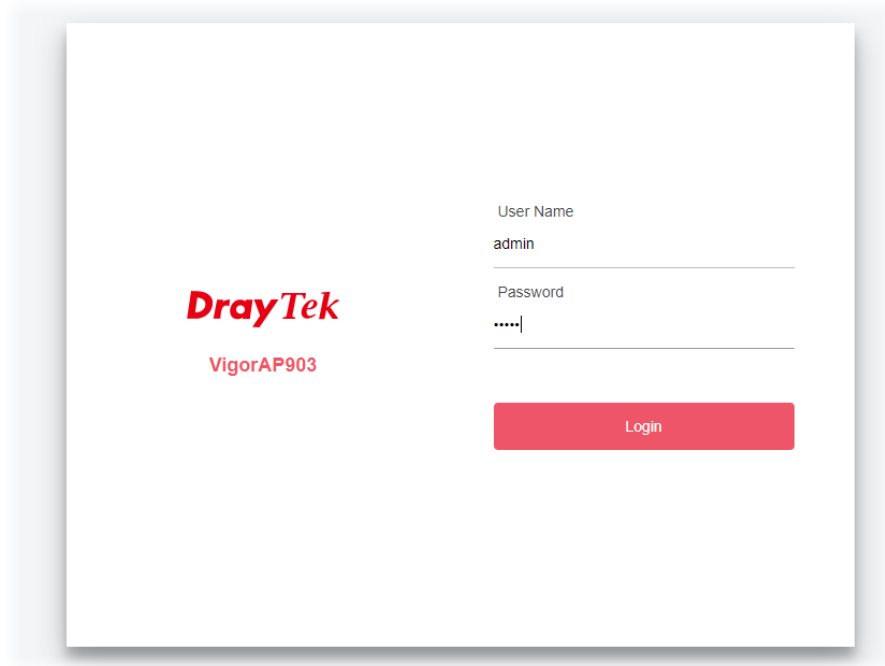 DrayTek
VigorAP903
User Name
admin
Password
•••••
Login